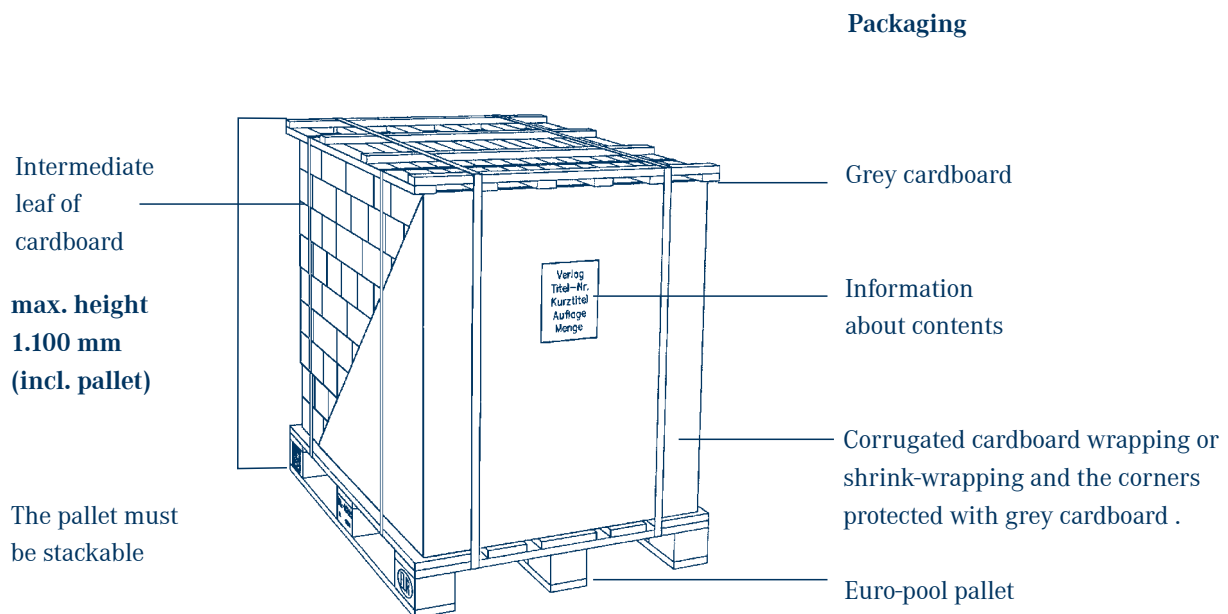 Packaging
Intermediate
leaf of
cardboard
max. height
1.100 mm
(incl. pallet)
The pallet must
be stackable
Verlag
Titel–Nr.
Kurztitel
Auflage
Menge
Grey cardboard
Information
about contents
Corrugated cardboard wrapping or
shrink-wrapping and the corners
protected with grey cardboard .
Euro-pool pallet